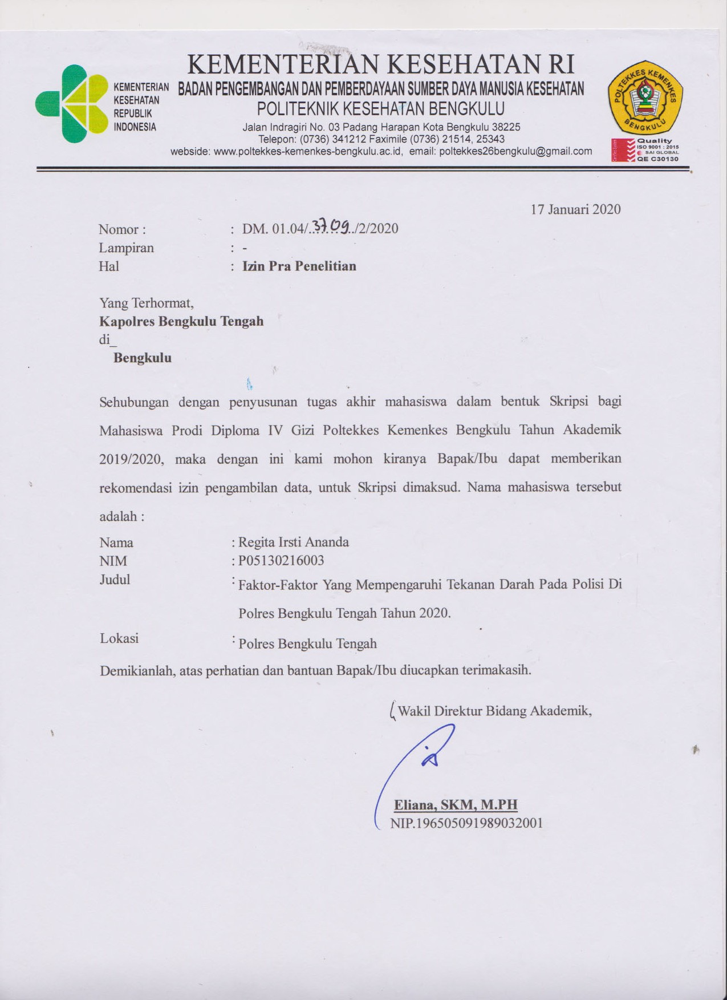 KEMENTERIAN KESEHATAN RI
BADAN PENGEMBANGAN DAN PEMBERDAYAAN SUMBER DAYA MANUSIA KESEHATAN
POLITEKNIK KESEHATAN BENGKULU
Jalan Indragiri No. 03 Padang Harapan Kota Bengkulu 38225
Telepon: (0736) 341212 Faximile (0736) 21514, 25343
webside: www.poltekkes-kemenkes-bengkulu.ac.id, email: poltekkes26bengkulu@gmail.com
KEMENTERIAN
KESEHATAN
REPUBLIK
INDONESIA
POLTEKKES KEMENKES
BENGKULU
Quality
ISO 9001 : 2015
SAI GLOBAL
QE C30130
17 Januari 2020
Nomor : : DM. 01.04/..3709../2/2020
Lampiran : -
Hal : Izin Pra Penelitian
Yang Terhormat,
Kapolres Bengkulu Tengah
di_
Bengkulu
Sehubungan dengan penyusunan tugas akhir mahasiswa dalam bentuk Skripsi bagi
Mahasiswa Prodi Diploma IV Gizi Poltekkes Kemenkes Bengkulu Tahun Akademik
2019/2020, maka dengan ini kami mohon kiranya Bapak/Ibu dapat memberikan
rekomendasi izin pengambilan data, untuk Skripsi dimaksud. Nama mahasiswa tersebut
adalah :
Nama : Regita Irsti Ananda
NIM : P05130216003
Judul : Faktor-Faktor Yang Mempengaruhi Tekanan Darah Pada Polisi Di
Polres Bengkulu Tengah Tahun 2020.
Lokasi : Polres Bengkulu Tengah
Demikianlah, atas perhatian dan bantuan Bapak/Ibu diucapkan terimakasih.
Wakil Direktur Bidang Akademik,
Eliana, SKM, M.PH
NIP.196505091989032001